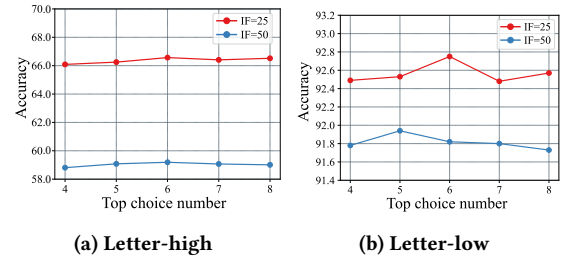 70.0
68.0
66.0
64.0
62.0
60.0
58.0
Accuracy
IF=25
IF=50
4 5 6 7 8
Top choice number
(a) Letter-high
93.2
93.0
92.8
92.6
92.4
92.2
92.0
91.8
91.6
91.4
Accuracy
IF=25
IF=50
4 5 6 7 8
Top choice number
(b) Letter-low